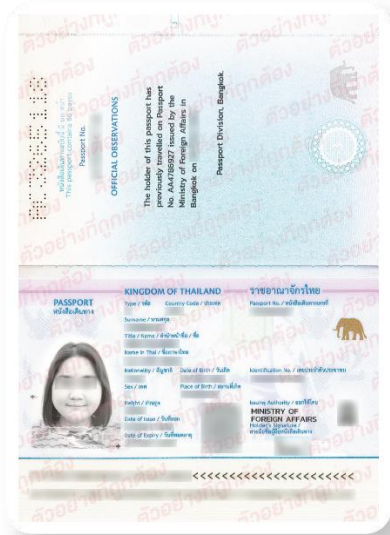 หนังสือเดินทางเล่มนี้ มี ๖๖ หน้า
This passport contains 66 pages
Passport No.
OFFICIAL OBSERVATIONS
The holder of this passport has
previously travelled on Passport
No. AA4786927 issued by the
Ministry of Foreign Affairs in
Bangkok on
Passport Division, Bangkok.
PASSPORT
หนังสือเดินทาง
KINGDOM OF THAILAND
ราชอาณาจักรไทย
Type / รหัส
Country Code / ประเทศ
Passport No. / หนังสือเดินทางเลขที่
Surname / นามสกุล
Title / Name / คำนำหน้าชื่อ / ชื่อ
Name in Thai / ชื่อภาษาไทย
Nationality / สัญชาติ
Date of Birth / วันเกิด
Identification No. / เลขประจำตัวประชาชน
Sex / เพศ
Place of Birth / สถานที่เกิด
Height / ส่วนสูง
Date of Issue / วันที่ออก
Issuing Authority / ออกให้โดย
MINISTRY OF
FOREIGN AFFAIRS
Holder's Signature /
ลายมือชื่อผู้ถือหนังสือเดินทาง
Date of Expiry / วันที่หมดอายุ
<<<<<<<<<<<<<<<<<<<<<<
ตัวอย่างที่ถูกต้อง